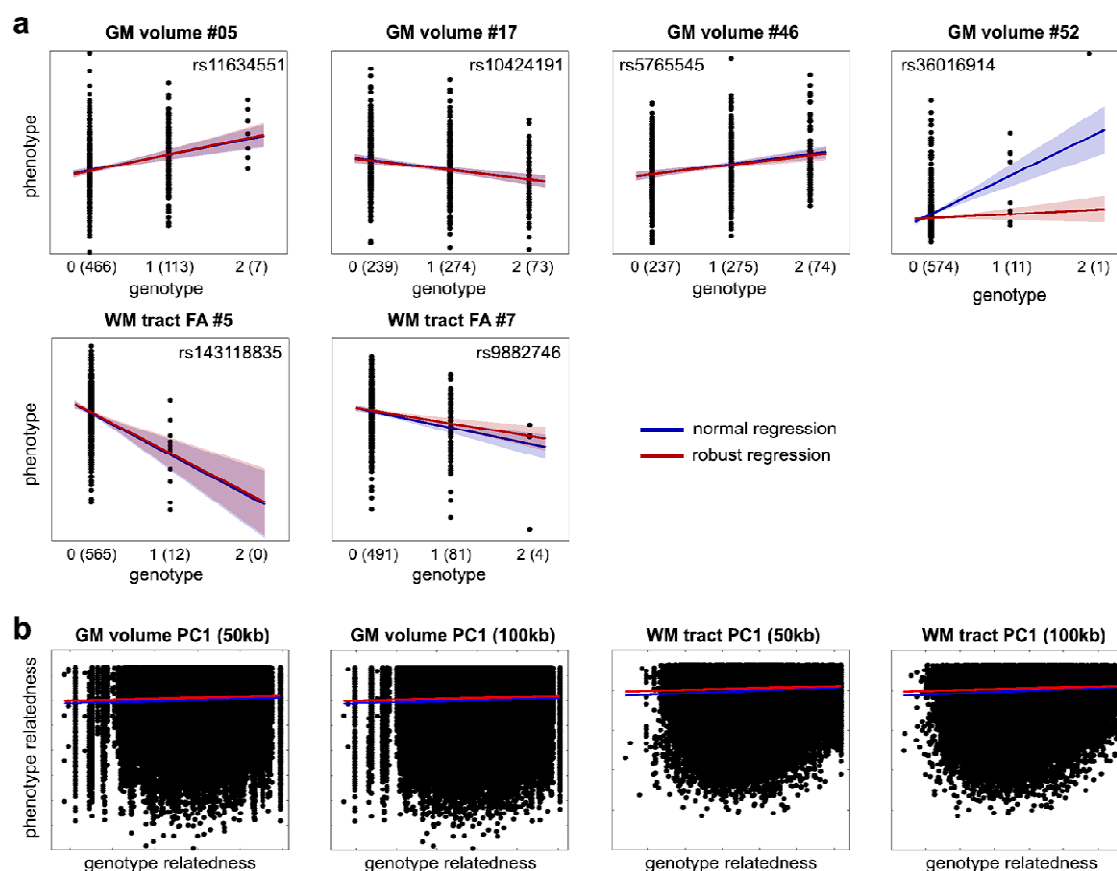 a
GM volume #05
GM volume #17
GM volume #46
GM volume #52
rs11634551
rs10424191
rs5765545
rs36016914
phenotype
0 (466) 1 (113) 2 (7)
0 (239) 1 (274) 2 (73)
0 (237) 1 (275) 2 (74)
0 (574) 1 (11) 2 (1)
genotype
genotype
genotype
genotype
WM tract FA #5
WM tract FA #7
rs143118835
rs9882746
phenotype
normal regression
robust regression
0 (565) 1 (12) 2 (0)
0 (491) 1 (81) 2 (4)
genotype
genotype
b
GM volume PC1 (50kb)
GM volume PC1 (100kb)
WM tract PC1 (50kb)
WM tract PC1 (100kb)
phenotype relatedness
genotype relatedness
genotype relatedness
genotype relatedness
genotype relatedness